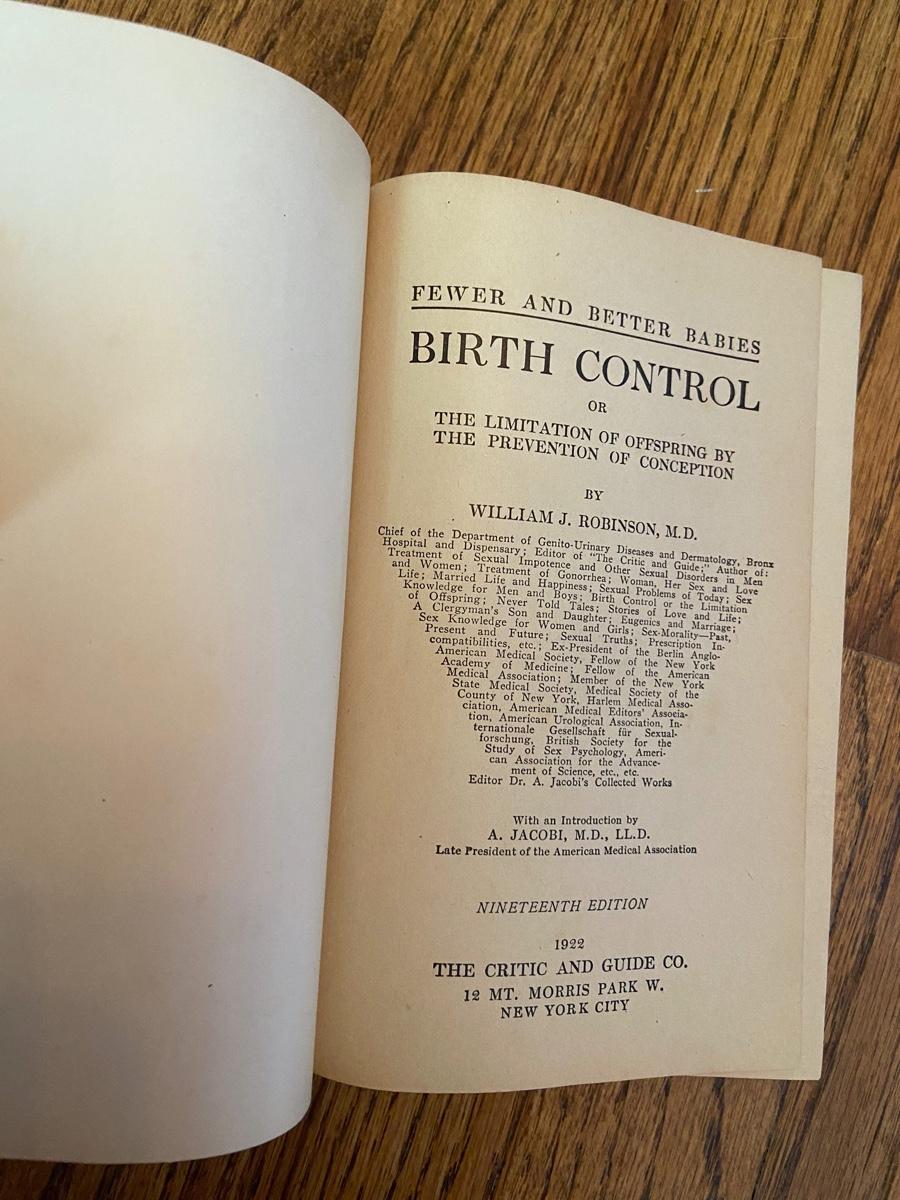 FEWER AND BETTER BABIES
BIRTH CONTROL
OR
THE LIMITATION OF OFFSPRING BY
THE PREVENTION OF CONCEPTION
BY
WILLIAM J. ROBINSON, M.D.
Chief of the Department of Genito-Urinary Diseases and Dermatology, Bronx
Hospital and Dispensary; Editor of "The Critic and Guide;" Author of:
Treatment of Sexual Impotence and Other Sexual Disorders in Men
and Women; Treatment of Gonorrhea; Woman, Her Sex and Love
Life; Married Life and Happiness; Sexual Problems of Today; Sex
Knowledge for Men and Boys; Birth Control or the Limitation
of Offspring; Never Told Tales; Stories of Love and Life;
A Clergyman's Son and Daughter; Eugenics and Marriage;
Sex Knowledge for Women and Girls; Sex-Morality—Past,
Present and Future; Sexual Truths; Prescription In-
compatibilities, etc.; Ex-President of the Berlin Anglo-
American Medical Society, Fellow of the New York
Academy of Medicine; Fellow of the American
Medical Association; Member of the New York
State Medical Society, Medical Society of the
County of New York, Harlem Medical Asso-
ciation, American Medical Editors' Associa-
tion, American Urological Association, In-
ternationale Gesellschaft für Sexual-
forschung, British Society for the
Study of Sex Psychology, Ameri-
can Association for the Advance-
ment of Science, etc., etc.
Editor Dr. A. Jacobi's Collected Works
With an Introduction by
A. JACOBI, M.D., LL.D.
Late President of the American Medical Association
NINETEENTH EDITION
1922
THE CRITIC AND GUIDE CO.
12 MT. MORRIS PARK W.
NEW YORK CITY